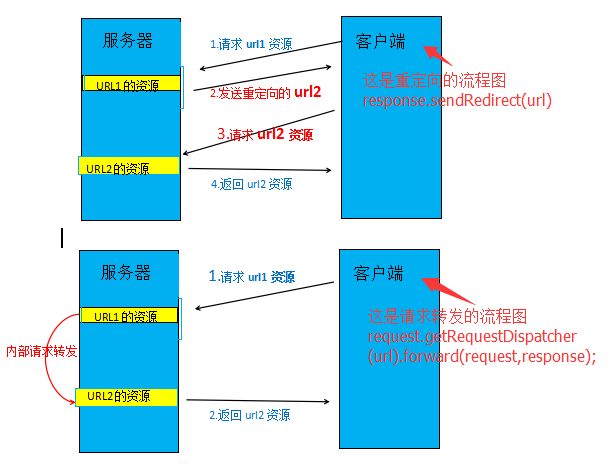 服务器
客户端
1.请求 url1 资源
这是重定向的流程图
response.sendRedirect(url)
URL1 的资源
2.发送重定向的 url2
3.请求 url2 资源
URL2的资源
4.返回 url2 资源
服务器
客户端
1.请求 url1 资源
这是请求转发的流程图
request.getRequestDispatcher
(url).forward(request,response);
URL1的资源
内部请求转发
URL2的资源
2.返回 url2 资源